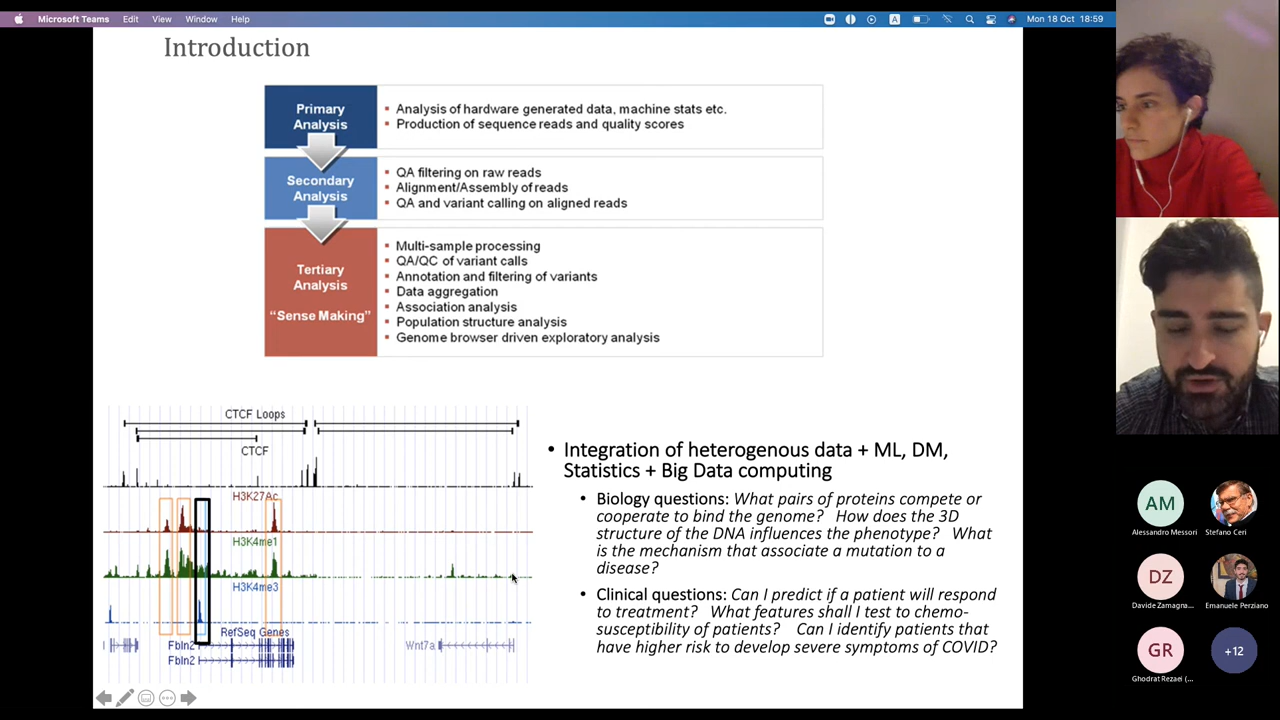 Microsoft Teams Edit View Window Help
A Mon 18 Oct 18:59
Introduction
Primary
Analysis
Analysis of hardware generated data, machine stats etc.
Production of sequence reads and quality scores
Secondary
Analysis
QA filtering on raw reads
Alignment/Assembly of reads
QA and variant calling on aligned reads
Tertiary
Analysis
“Sense Making”
Multi-sample processing
QA/QC of variant calls
Annotation and filtering of variants
Data aggregation
Association analysis
Population structure analysis
Genome browser driven exploratory analysis
CTCF Loops
CTCF
H3K27Ac
H3K4me1
H3K4me3
RefSeq Genes
Fbln2
Wnt7a
Fbln2
• Integration of heterogenous data + ML, DM,
Statistics + Big Data computing
• Biology questions: What pairs of proteins compete or
cooperate to bind the genome? How does the 3D
structure of the DNA influences the phenotype? What
is the mechanism that associate a mutation to a
disease?
• Clinical questions: Can I predict if a patient will respond
to treatment? What features shall I test to chemo-
susceptibility of patients? Can I identify patients that
have higher risk to develop severe symptoms of COVID?
AM
Alessandro Messori
Stefano Ceri
DZ
Davide Zamagna...
Emanuele Perziano
GR
Ghodrat Rezaei (...
+12